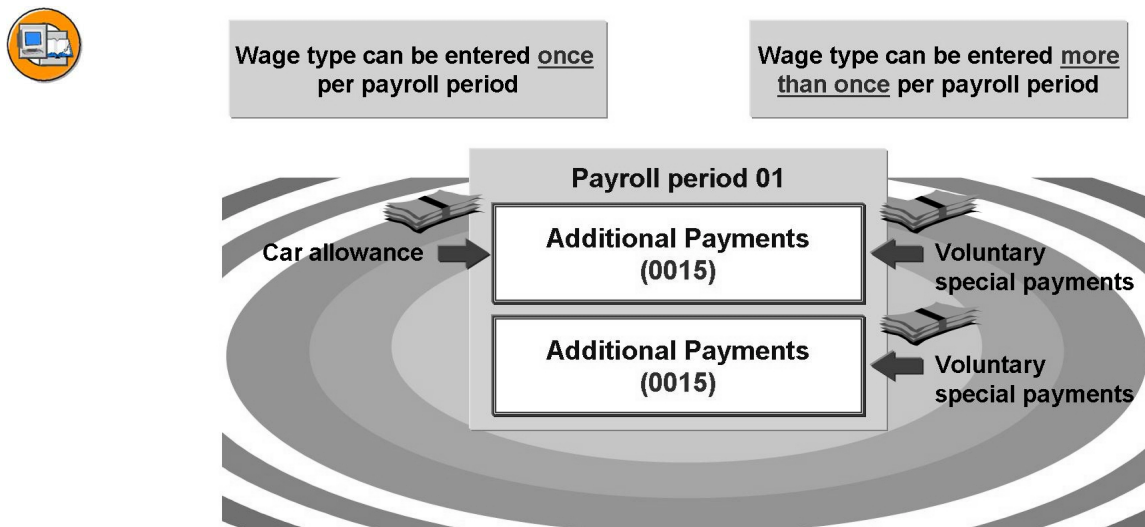 Wage type can be entered once
per payroll period
Wage type can be entered more
than once per payroll period
Payroll period 01
Car allowance
Additional Payments
(0015)
Voluntary
special payments
Additional Payments
(0015)
Voluntary
special payments